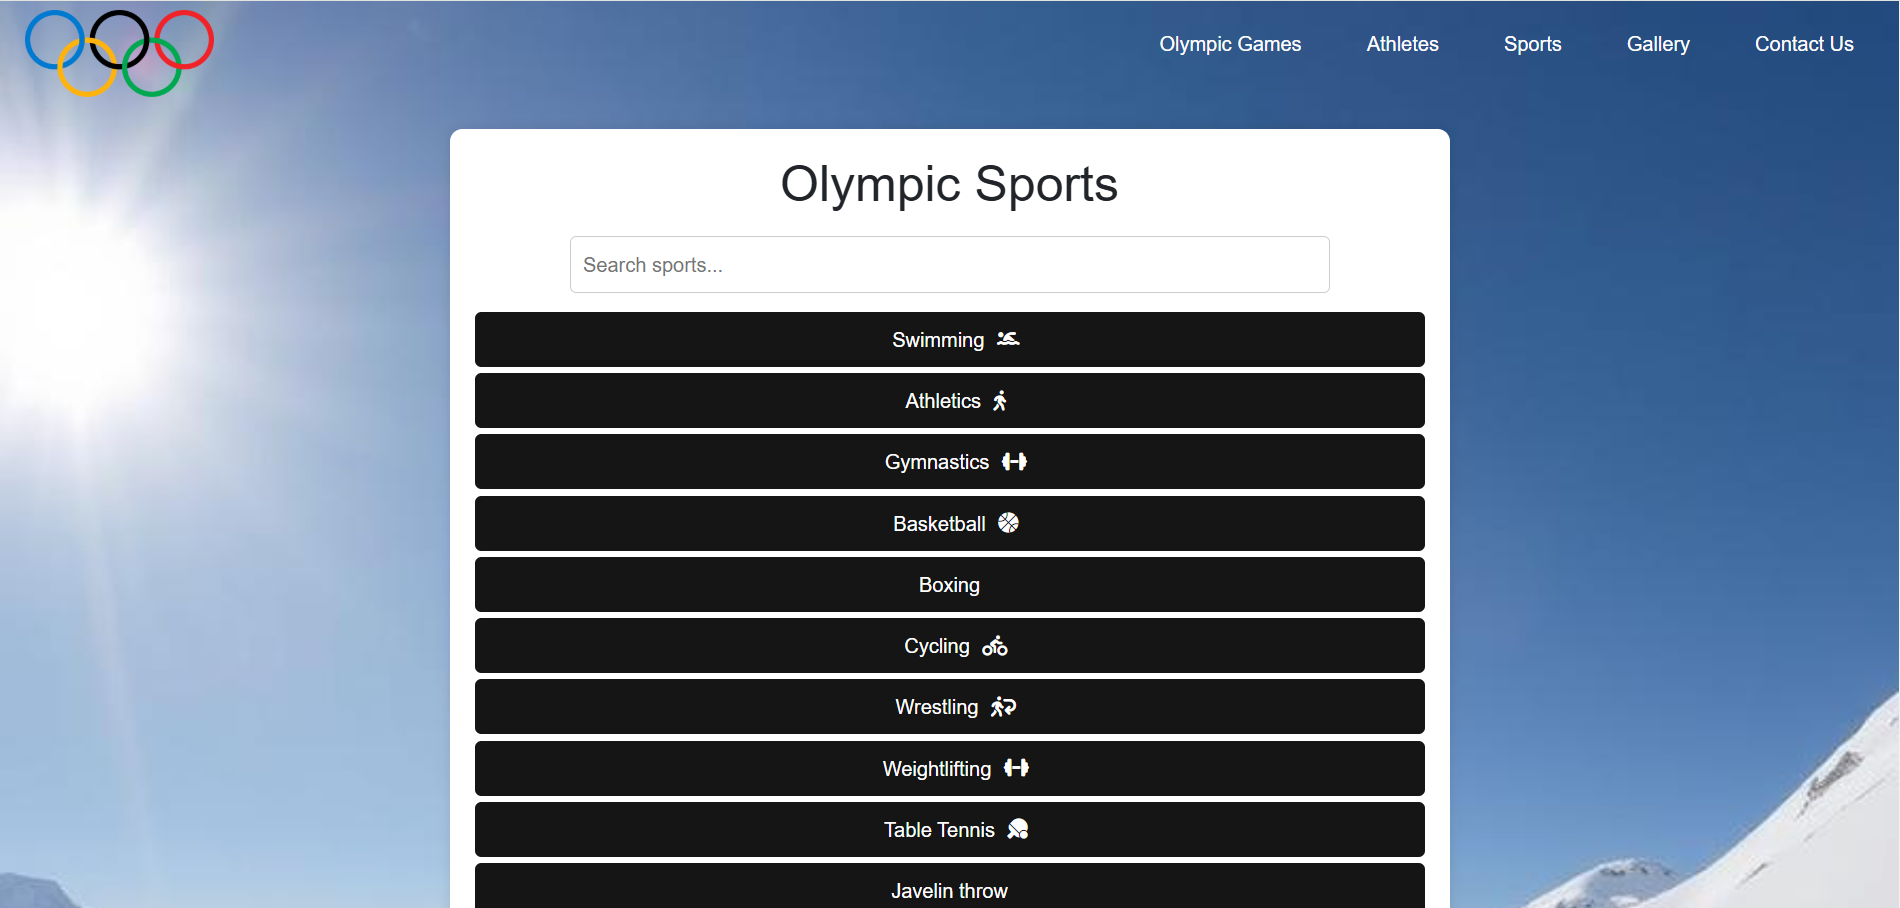 Olympic Games
Athletes
Sports
Gallery
Contact Us
Olympic Sports
Search sports...
Swimming
Athletics
Gymnastics
Basketball
Boxing
Cycling
Wrestling
Weightlifting
Table Tennis
Javelin throw